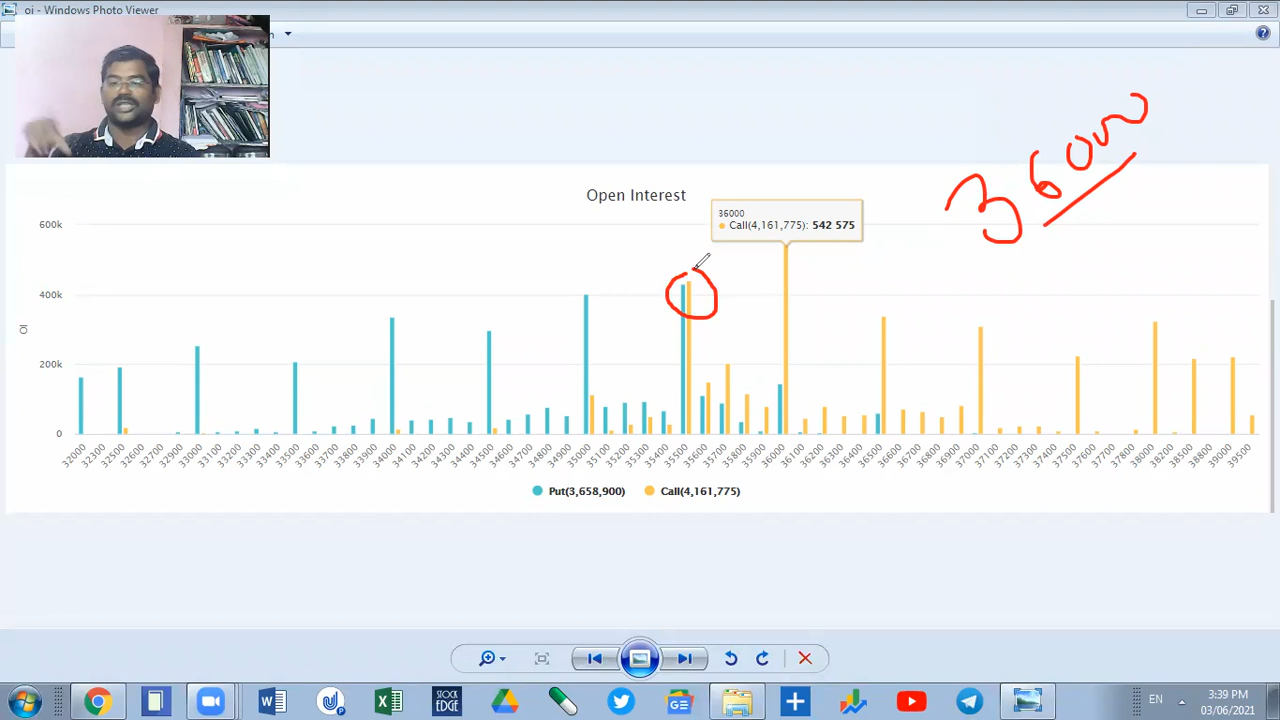 oi - Windows Photo Viewer
36000
Open Interest
36000
Call(4,161,775): 542 575
600k
400k
200k
0
OI
32000 32300 32500 32600 32700 32900 33000 33100 33200 33300 33400 33500 33600 33700 33800 33900 34000 34100 34200 34300 34400 34500 34600 34700 34800 34900 35000 35100 35200 35300 35400 35500 35600 35700 35800 35900 36000 36100 36200 36300 36400 36500 36600 36700 36800 36900 37000 37100 37200 37300 37400 37500 37600 37700 37800 38000 38200 38500 38800 39000 39500
Put(3,658,900) Call(4,161,775)
STOCK
EDGE
EN
3:39 PM
03/06/2021